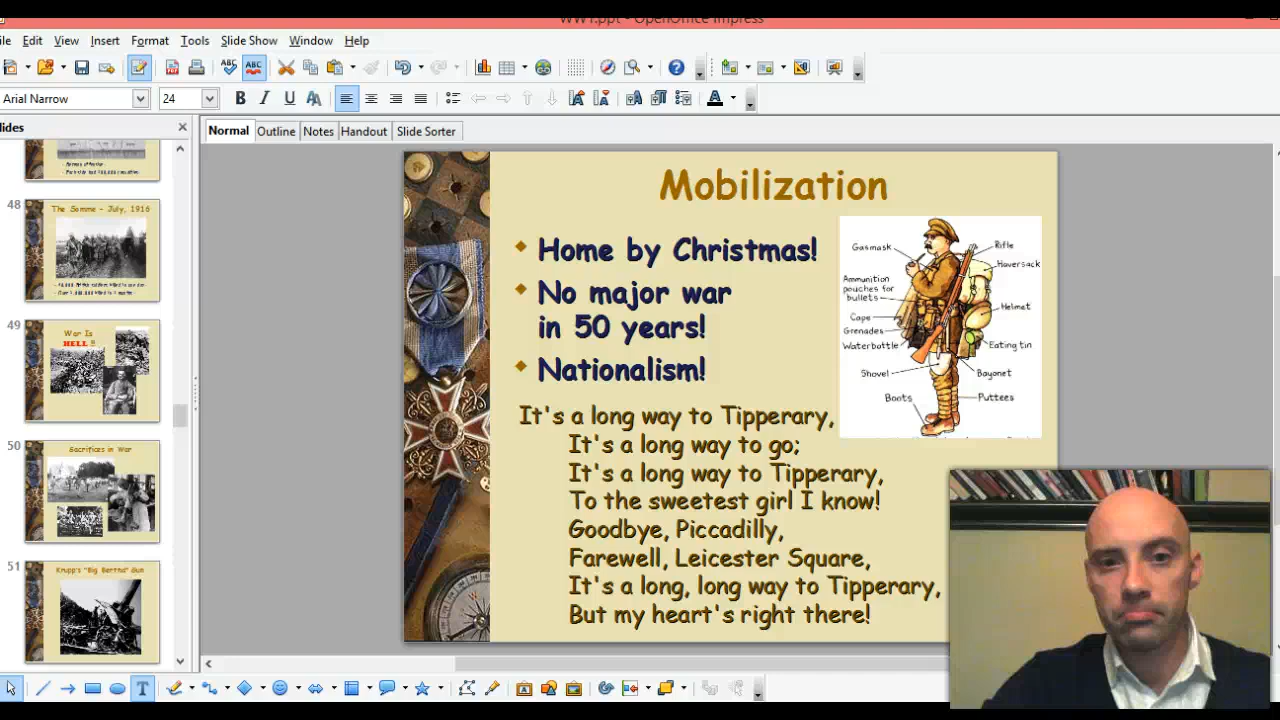 WW1.ppt - OpenOffice Impress
Edit View Insert Format Tools Slide Show Window Help
Arial Narrow 24
Normal Outline Notes Handout Slide Sorter
48
The Somme - July, 1916
49
War Is
HELL !!
50
Sacrifices in War
51
Krupp's "Big Bertha" Gun
Mobilization
Home by Christmas!
No major war
in 50 years!
Nationalism!
Gasmask
Rifle
Haversack
Ammunition
pouches for
bullets
Helmet
Cape
Grenades
Waterbottle
Eating tin
Shovel
Bayonet
Boots
Puttees
It's a long way to Tipperary,
It's a long way to go;
It's a long way to Tipperary,
To the sweetest girl I know!
Goodbye, Piccadilly,
Farewell, Leicester Square,
It's a long, long way to Tipperary,
But my heart's right there!